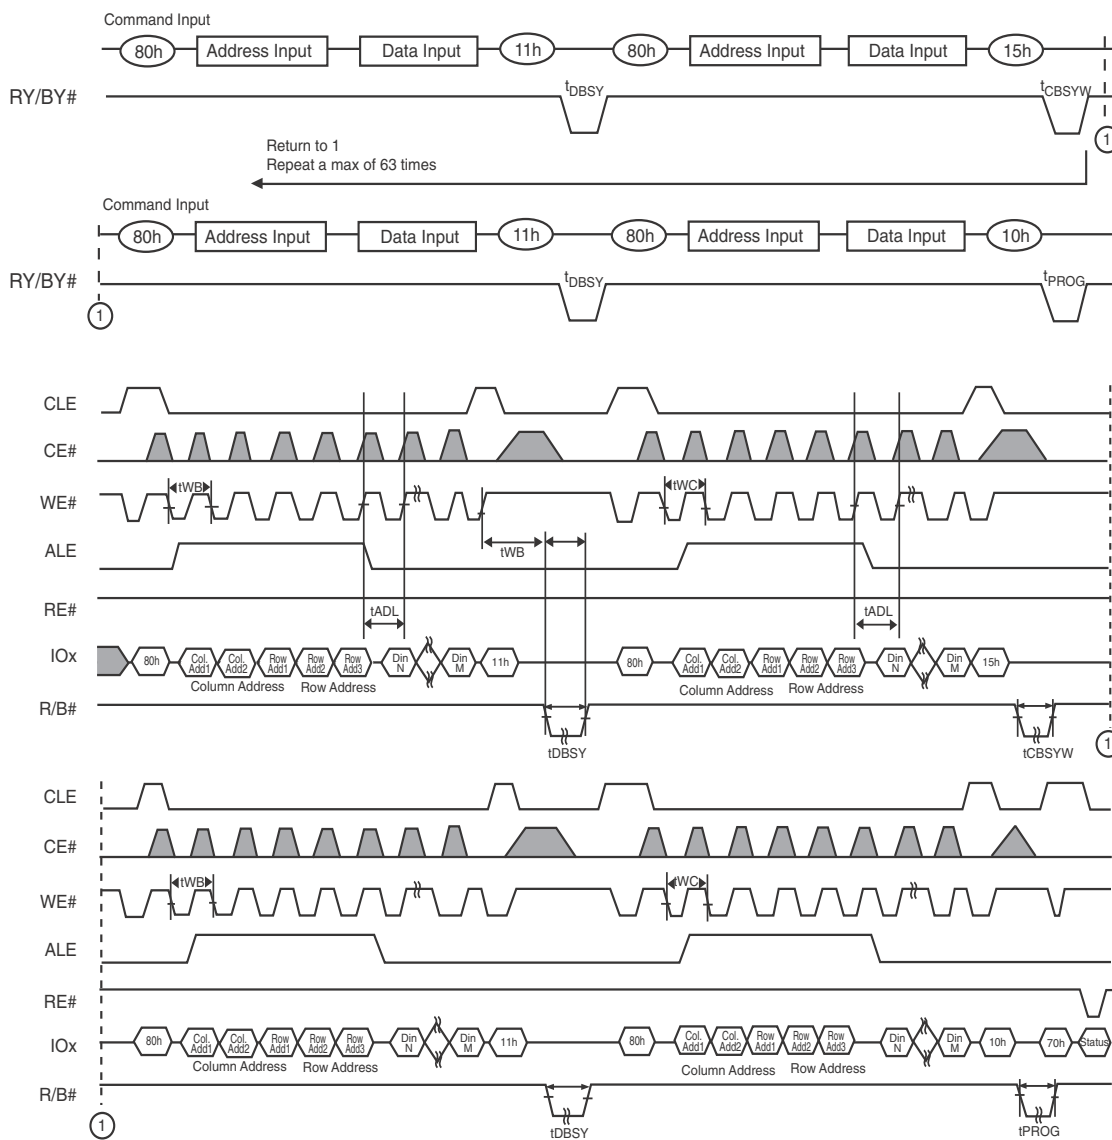 Command Input
80h Address Input Data Input 11h 80h Address Input Data Input 15h
RY/BY# tDBSY tCBSYW
1
Return to 1
Repeat a max of 63 times
Command Input
80h Address Input Data Input 11h 80h Address Input Data Input 10h
RY/BY# tDBSY tPROG
1
CLE
CE#
WE# tWB tWC
ALE tWB
RE# tADL tADL
IOx 80h Col. Add1 Col. Add2 Row Add1 Row Add2 Row Add3 Din N Din M 11h 80h Col. Add1 Col. Add2 Row Add1 Row Add2 Row Add3 Din N Din M 15h
Column Address Row Address Column Address Row Address
R/B#
tDBSY tCBSYW 1
CLE
CE#
WE# tWB tWC
ALE
RE#
IOx 80h Col. Add1 Col. Add2 Row Add1 Row Add2 Row Add3 Din N Din M 11h 80h Col. Add1 Col. Add2 Row Add1 Row Add2 Row Add3 Din N Din M 10h 70h Status
Column Address Row Address Column Address Row Address
R/B#
1 tDBSY tPROG